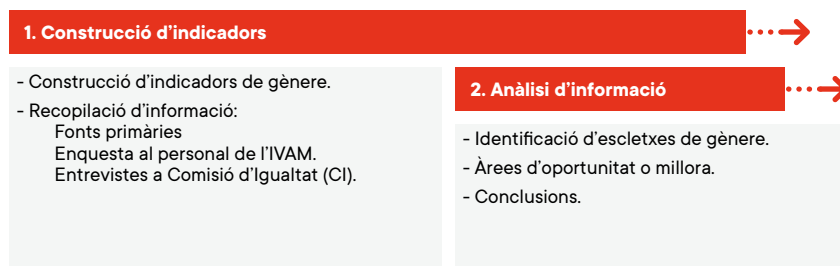 1. Construcció d'indicadors
- Construcció d'indicadors de gènere.
- Recopilació d'informació:
Fonts primàries
Enquesta al personal de l'IVAM.
Entrevistes a Comisió d'Igualtat (CI).
2. Anàlisi d'informació
- Identificació d'escletxes de gènere.
- Àrees d'oportunitat o millora.
- Conclusions.